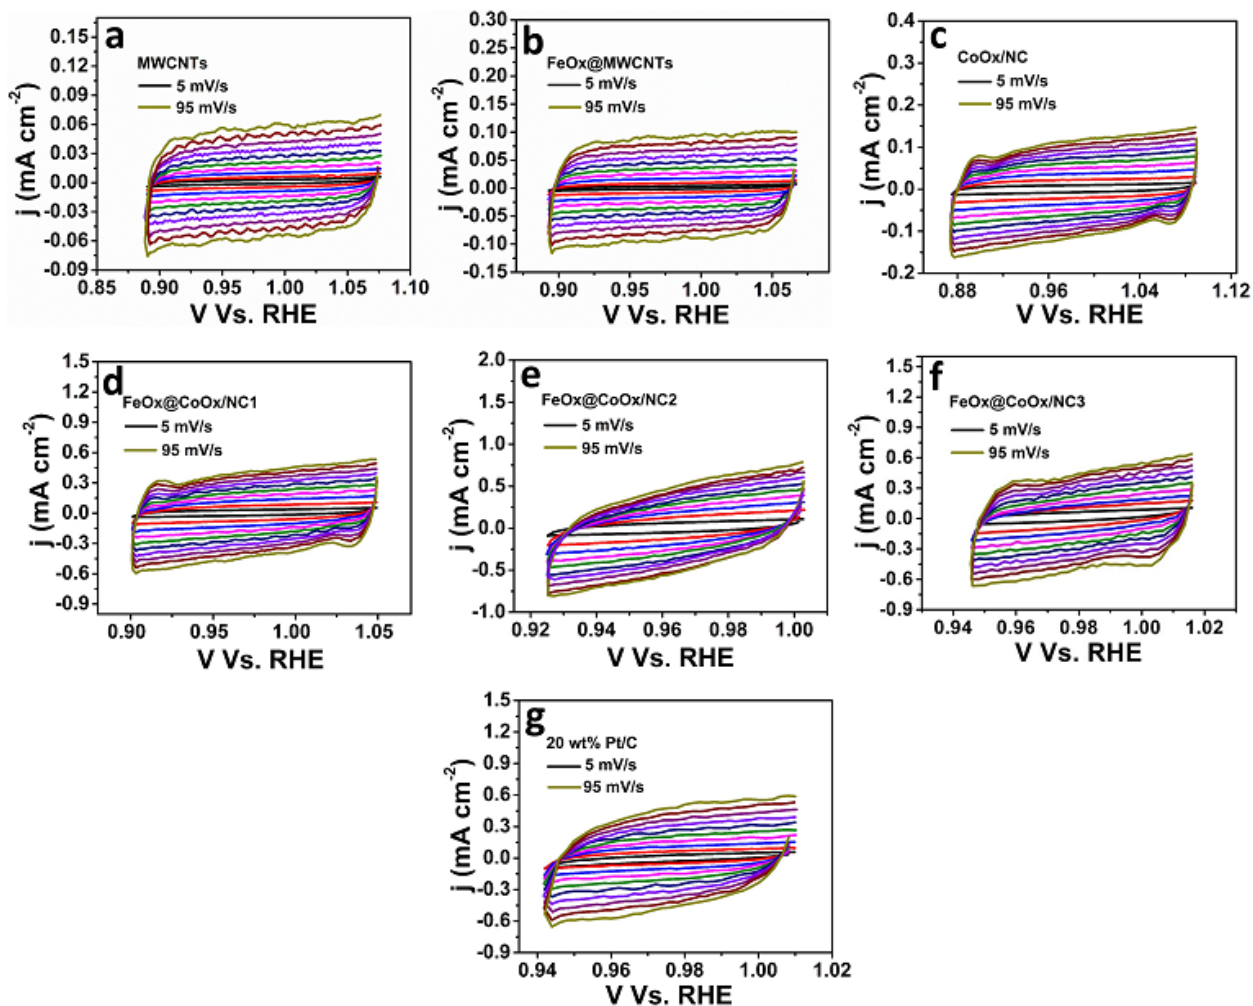 a
MWCNTs
5 mV/s
95 mV/s
j (mA cm-2)
0.15
0.12
0.09
0.06
0.03
0.00
-0.03
-0.06
-0.09
0.85 0.90 0.95 1.00 1.05 1.10
V Vs. RHE
b
FeOx@MWCNTs
5 mV/s
95 mV/s
j (mA cm-2)
0.30
0.25
0.20
0.15
0.10
0.05
0.00
-0.05
-0.10
-0.15
0.90 0.95 1.00 1.05
V Vs. RHE
c
CoOx/NC
5 mV/s
95 mV/s
j (mA cm-2)
0.4
0.3
0.2
0.1
0.0
-0.1
-0.2
0.88 0.96 1.04 1.12
V Vs. RHE
d
FeOx@CoOx/NC1
5 mV/s
95 mV/s
j (mA cm-2)
1.5
1.2
0.9
0.6
0.3
0.0
-0.3
-0.6
-0.9
0.90 0.95 1.00 1.05
V Vs. RHE
e
FeOx@CoOx/NC2
5 mV/s
95 mV/s
j (mA cm-2)
2.0
1.5
1.0
0.5
0.0
-0.5
-1.0
0.92 0.94 0.96 0.98 1.00
V Vs. RHE
f
FeOx@CoOx/NC3
5 mV/s
95 mV/s
j (mA cm-2)
1.5
1.2
0.9
0.6
0.3
0.0
-0.3
-0.6
-0.9
0.94 0.96 0.98 1.00 1.02
V Vs. RHE
g
20 wt% Pt/C
5 mV/s
95 mV/s
j (mA cm-2)
1.5
1.2
0.9
0.6
0.3
0.0
-0.3
-0.6
-0.9
0.94 0.96 0.98 1.00 1.02
V Vs. RHE